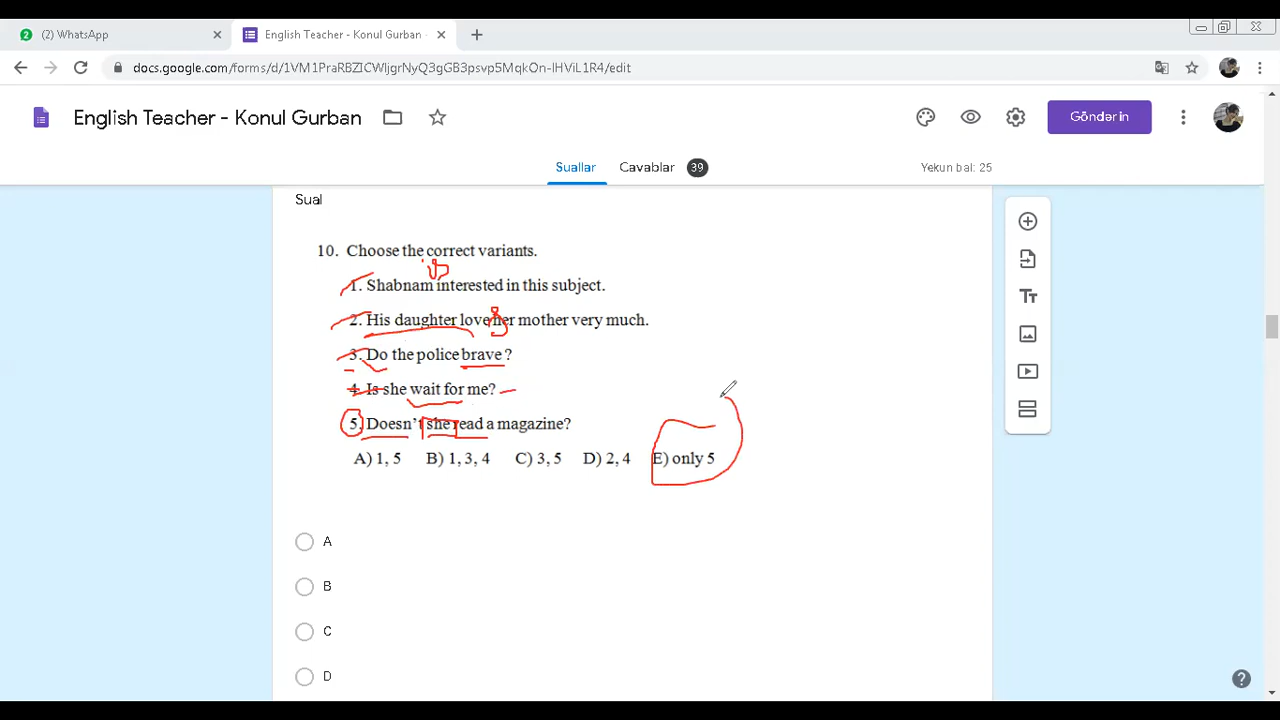 (2) WhatsApp
English Teacher - Konul Gurban -
docs.google.com/forms/d/1VM1PraRBZICWljgrNyQ3gGB3psvp5MqkQn-lHViL1R4/edit
English Teacher - Konul Gurban
Göndərin
Suallar
Cavablar 39
Yekun bal: 25
Sual
10. Choose the correct variants.
is
1. Shabnam interested in this subject.
s
2. His daughter love her mother very much.
3. Do the police brave ?
4. Is she wait for me?
5. Doesn't she read a magazine?
A) 1, 5 B) 1, 3, 4 C) 3, 5 D) 2, 4 E) only 5
A
B
C
D